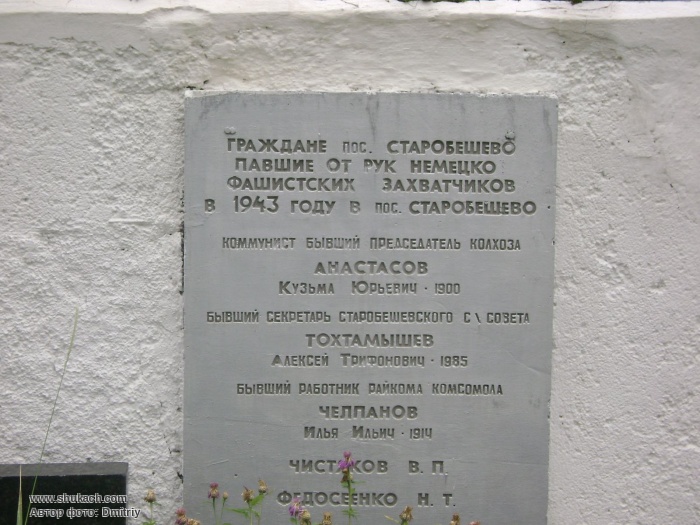 ГРАЖДАНЕ ПОС. СТАРОБЕШЕВО
ПАВШИЕ ОТ РУК НЕМЕЦКО
ФАШИСТСКИХ ЗАХВАТЧИКОВ
В 1943 ГОДУ В ПОС. СТАРОБЕШЕВО
КОММУНИСТ БЫВШИЙ ПРЕДСЕДАТЕЛЬ КОЛХОЗА
АНАСТАСОВ
КУЗЬМА ЮРЬЕВИЧ · 1900
БЫВШИЙ СЕКРЕТАРЬ СТАРОБЕШЕВСКОГО С \ СОВЕТА
ТОХТАМЫШЕВ
АЛЕКСЕЙ ТРИФОНОВИЧ · 1985
БЫВШИЙ РАБОТНИК РАЙКОМА КОМСОМОЛА
ЧЕЛПАНОВ
ИЛЬЯ ИЛЬИЧ · 1914
ЧИСТЯКОВ В. П.
ФЕДОСЕЕНКО Н. Т.
www.shukach.com
Автор фото: Dmitriy